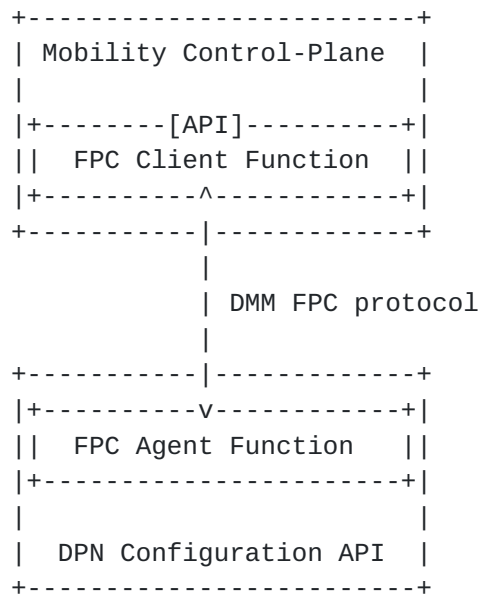 Mobility Control-Plane
[API]
FPC Client Function
DMM FPC protocol
FPC Agent Function
DPN Configuration API